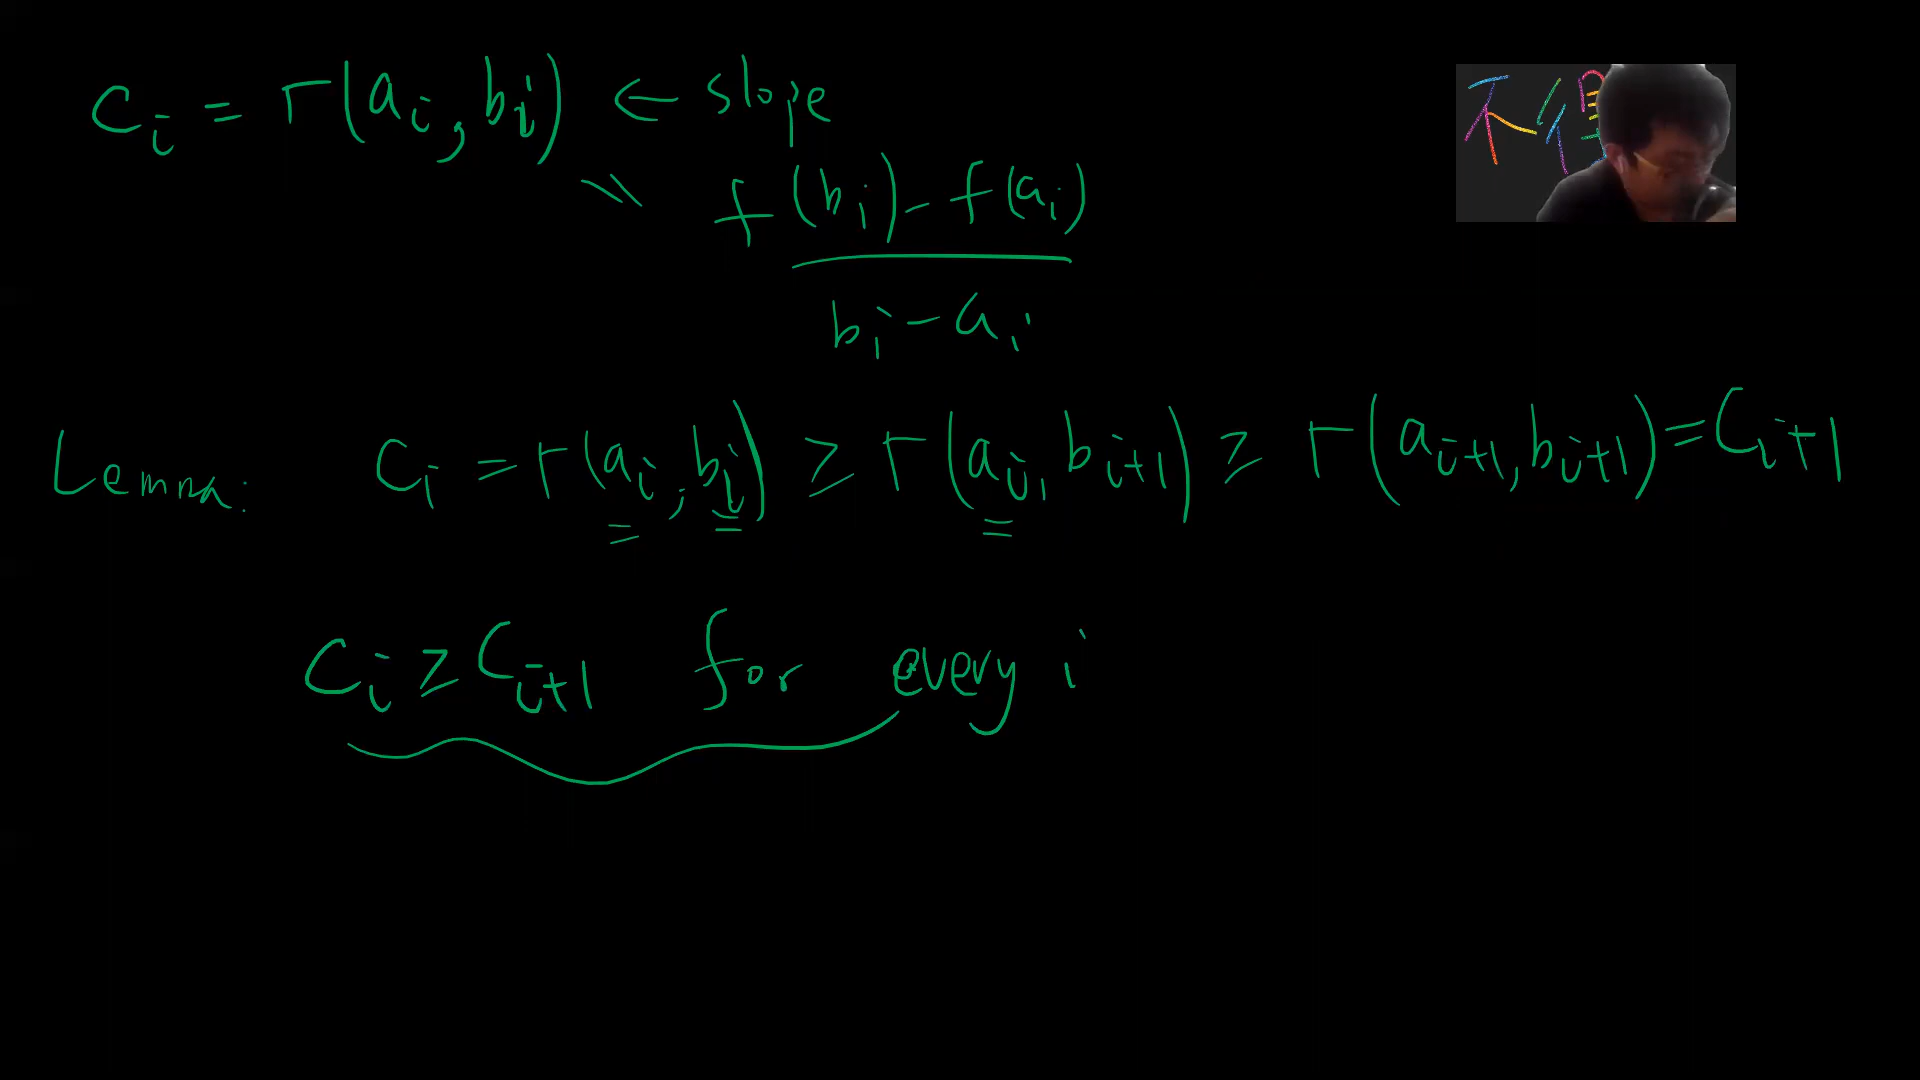 c_i = r(a_i, b_i) ← slope
\\ f(b_i) - f(a_i)
b_i - a_i
Lemma: c_i = r(a_i, b_i) ≥ r(a_i, b_{i+1}) ≥ r(a_{i+1}, b_{i+1}) = c_{i+1}
c_i ≥ c_{i+1} for every i
不